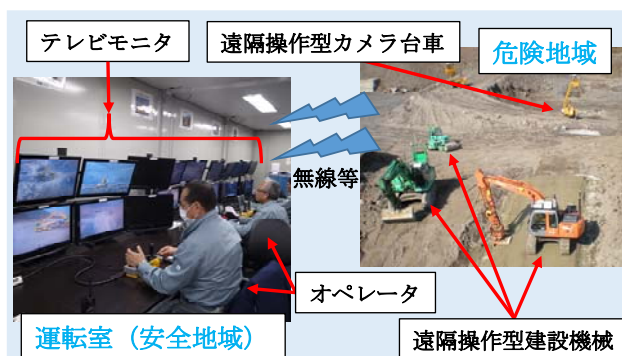 テレビモニタ
遠隔操作型カメラ台車
危険地域
無線等
オペレータ
運転室（安全地域）
遠隔操作型建設機械